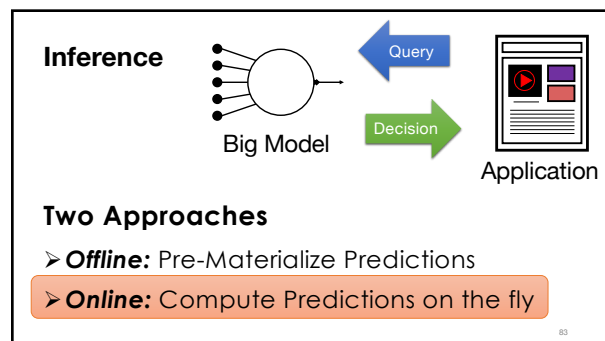 Inference
Query
Decision
Big Model
Application
Two Approaches
➢ Offline: Pre-Materialize Predictions
➢ Online: Compute Predictions on the fly
83